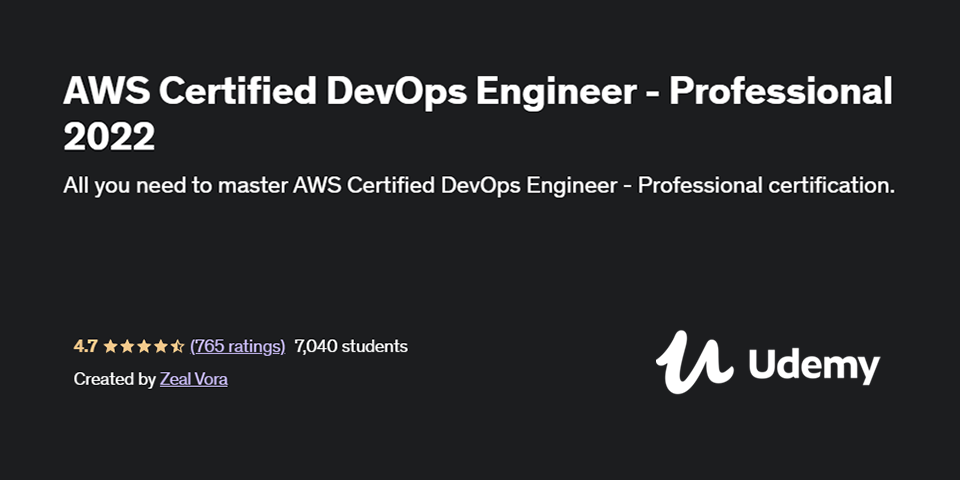 AWS Certified DevOps Engineer - Professional
2022
All you need to master AWS Certified DevOps Engineer - Professional certification.
4.7 (765 ratings) 7,040 students
Created by Zeal Vora
Udemy